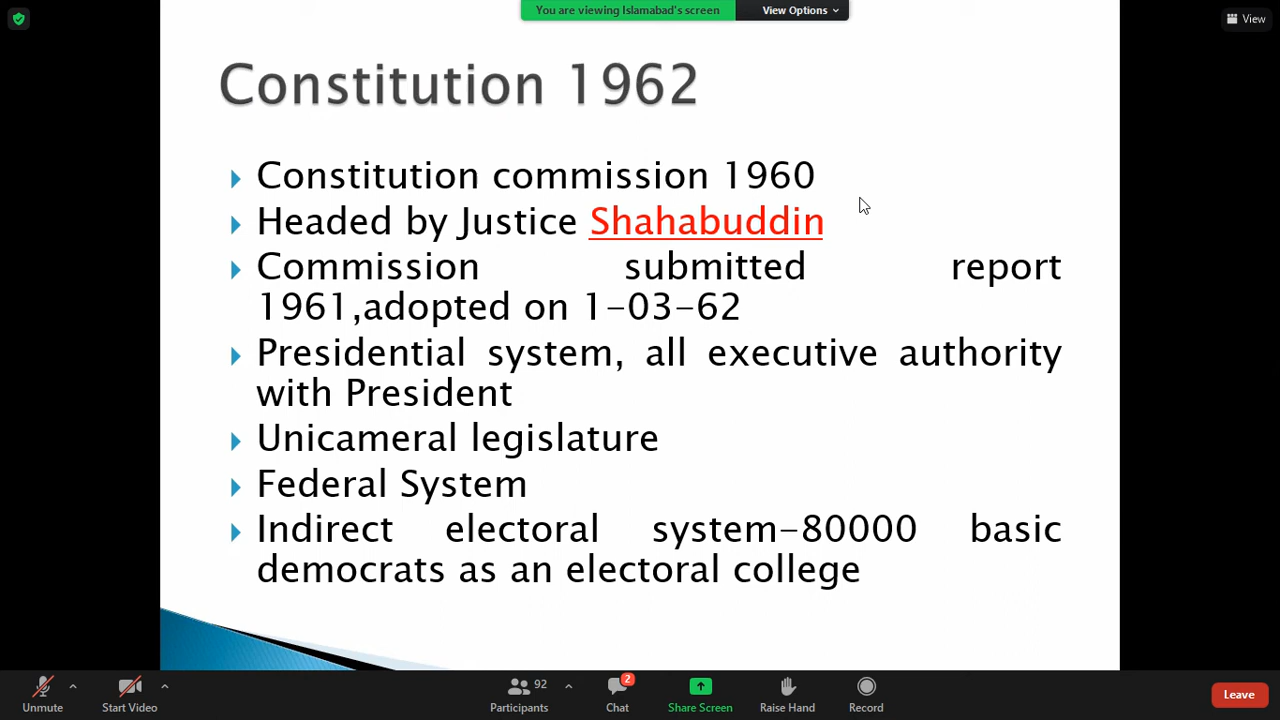 You are viewing Islamabad's screen
View Options
View
Constitution 1962
Constitution commission 1960
Headed by Justice Shahabuddin
Commission submitted report
1961,adopted on 1-03-62
Presidential system, all executive authority
with President
Unicameral legislature
Federal System
Indirect electoral system-80000 basic
democrats as an electoral college
Unmute
Start Video
92
Participants
2
Chat
Share Screen
Raise Hand
Record
Leave